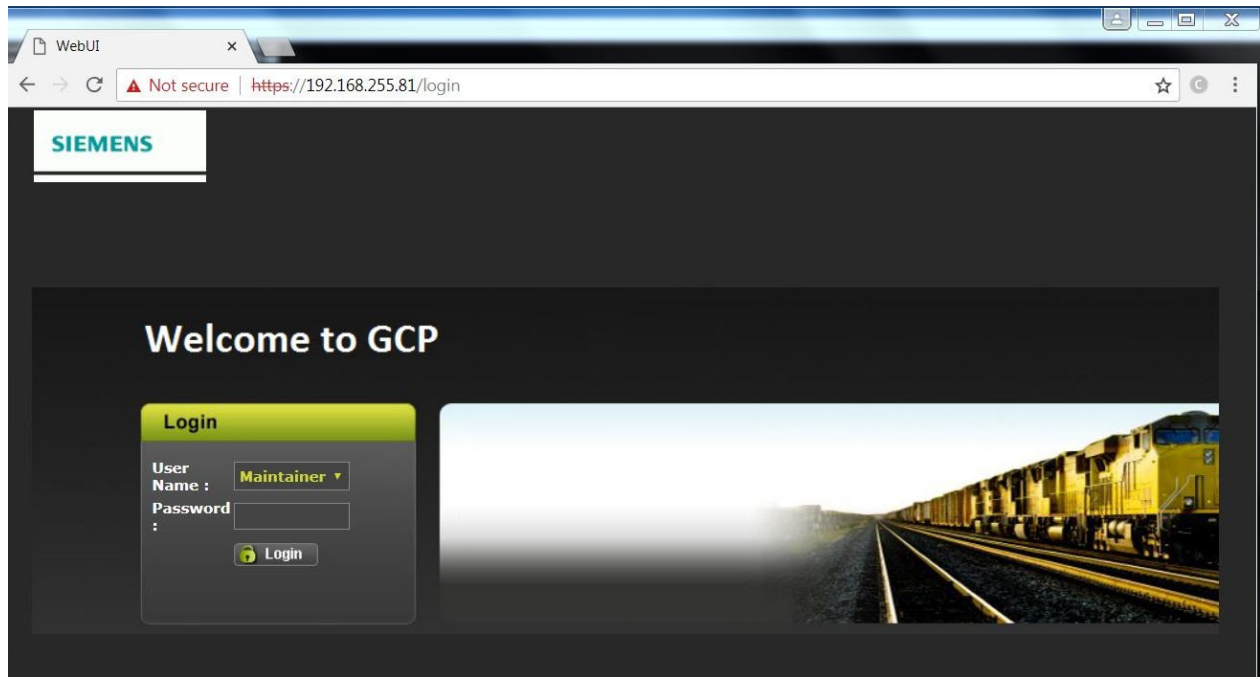 WebUI
Not secure | https://192.168.255.81/login
SIEMENS
Welcome to GCP
Login
User
Name :
Maintainer
Password
:
Login